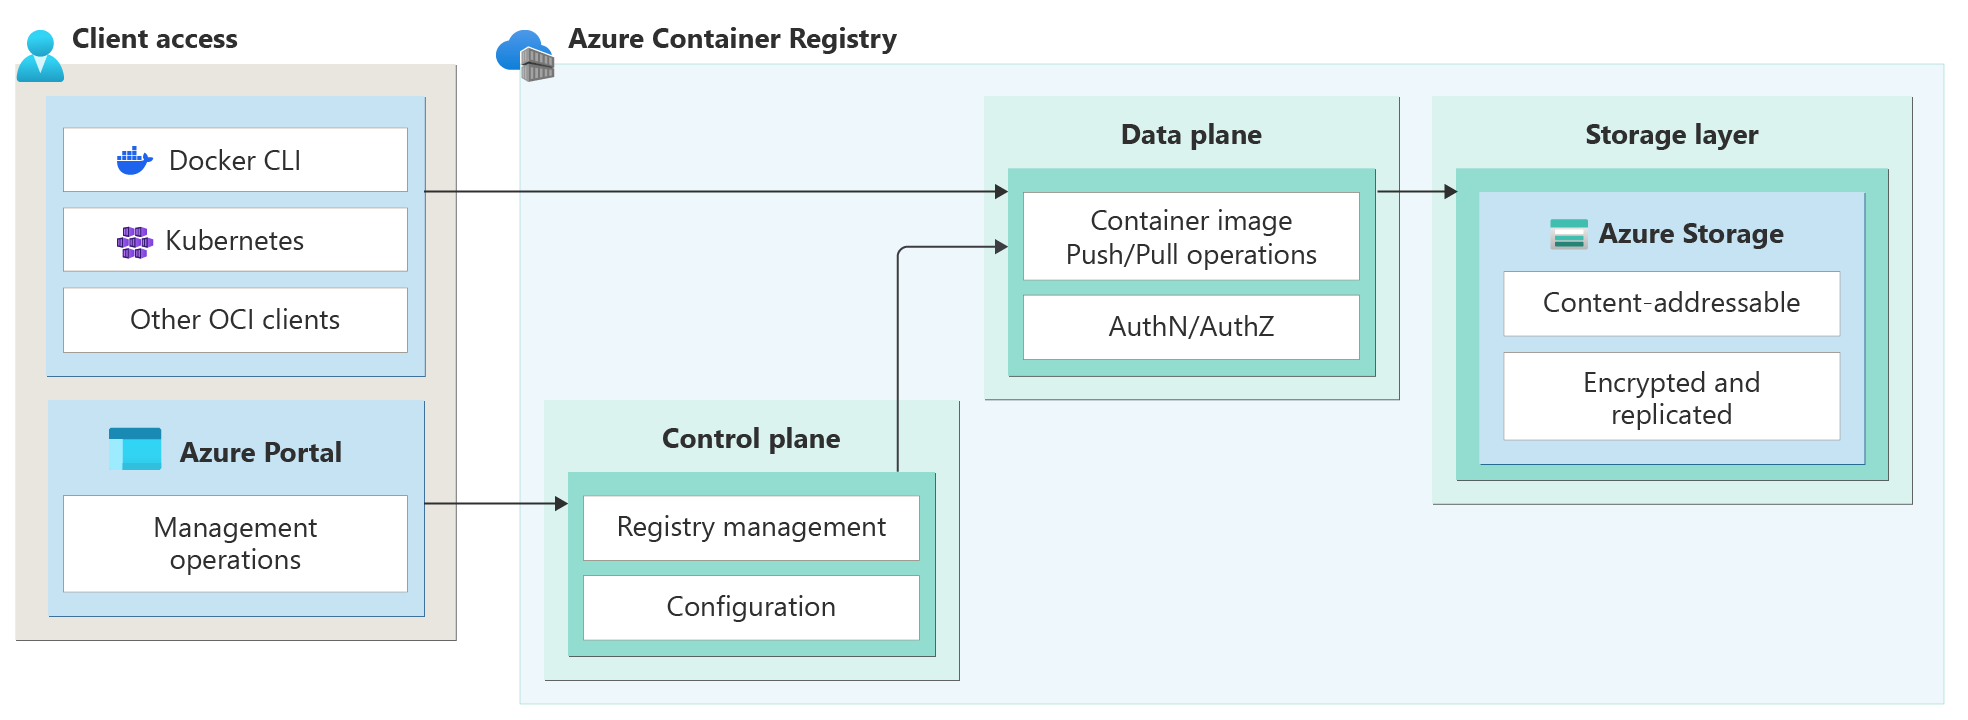 Client access
Docker CLI
Kubernetes
Other OCI clients
Azure Portal
Management
operations
Azure Container Registry
Control plane
Registry management
Configuration
Data plane
Container image
Push/Pull operations
AuthN/AuthZ
Storage layer
Azure Storage
Content-addressable
Encrypted and
replicated